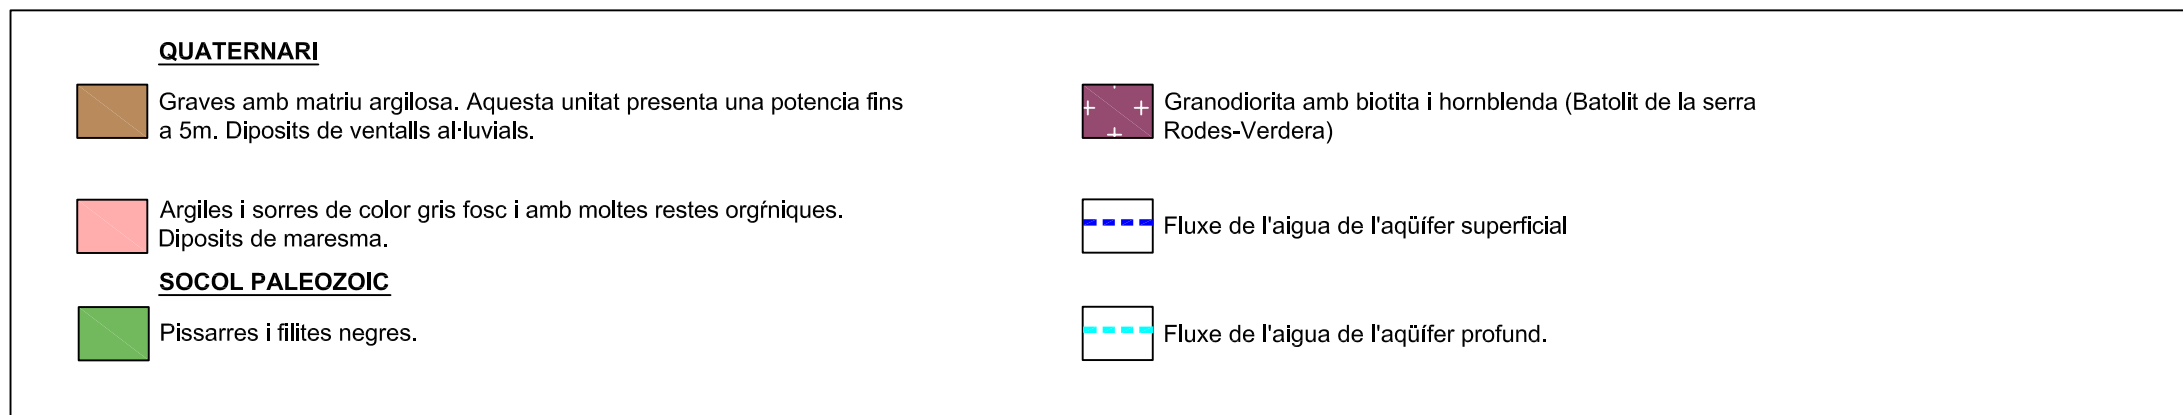 QUATERNARI
Graves amb matriu argilosa. Aquesta unitat presenta una potencia fins
a 5m. Diposits de ventalls al·luvials.
Argiles i sorres de color gris fosc i amb moltes restes orgŕniques.
Diposits de maresma.
SOCOL PALEOZOIC
Pissarres i filites negres.
Granodiorita amb biotita i hornblenda (Batolit de la serra
Rodes-Verdera)
Fluxe de l'aigua de l'aqüífer superficial
Fluxe de l'aigua de l'aqüífer profund.